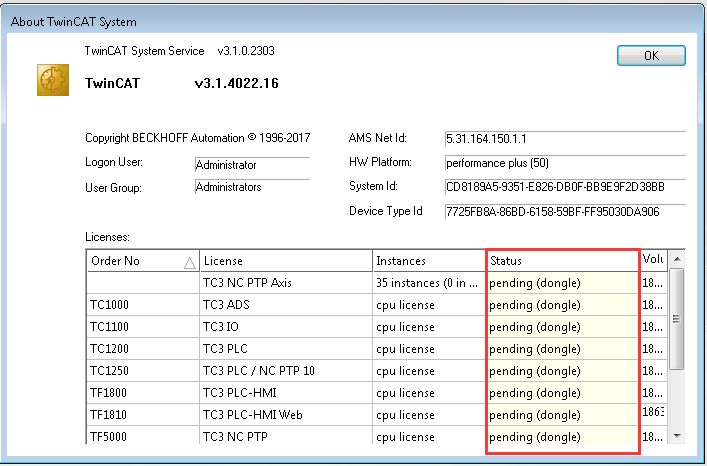 About TwinCAT System
TwinCAT System Service v3.1.0.2303
OK
TwinCAT v3.1.4022.16
Copyright BECKHOFF Automation © 1996-2017
AMS Net Id: 5.31.164.150.1.1
Logon User: Administrator
HW Platform: performance plus (50)
User Group: Administrators
System Id: CD8189A5-9351-E826-DB0F-BB9E9F2D38BB
Device Type Id 7725FB8A-86BD-6158-59BF-FF95030DA906
Licenses:
Order No License Instances Status Volu
TC3 NC PTP Axis 35 instances (0 in ... pending (dongle) 18...
TC1000 TC3 ADS cpu license pending (dongle) 18...
TC1100 TC3 IO cpu license pending (dongle) 18...
TC1200 TC3 PLC cpu license pending (dongle) 18...
TC1250 TC3 PLC / NC PTP 10 cpu license pending (dongle) 18...
TF1800 TC3 PLC-HMI cpu license pending (dongle) 18...
TF1810 TC3 PLC-HMI Web cpu license pending (dongle) 1863
TF5000 TC3 NC PTP cpu license pending (dongle) 18...